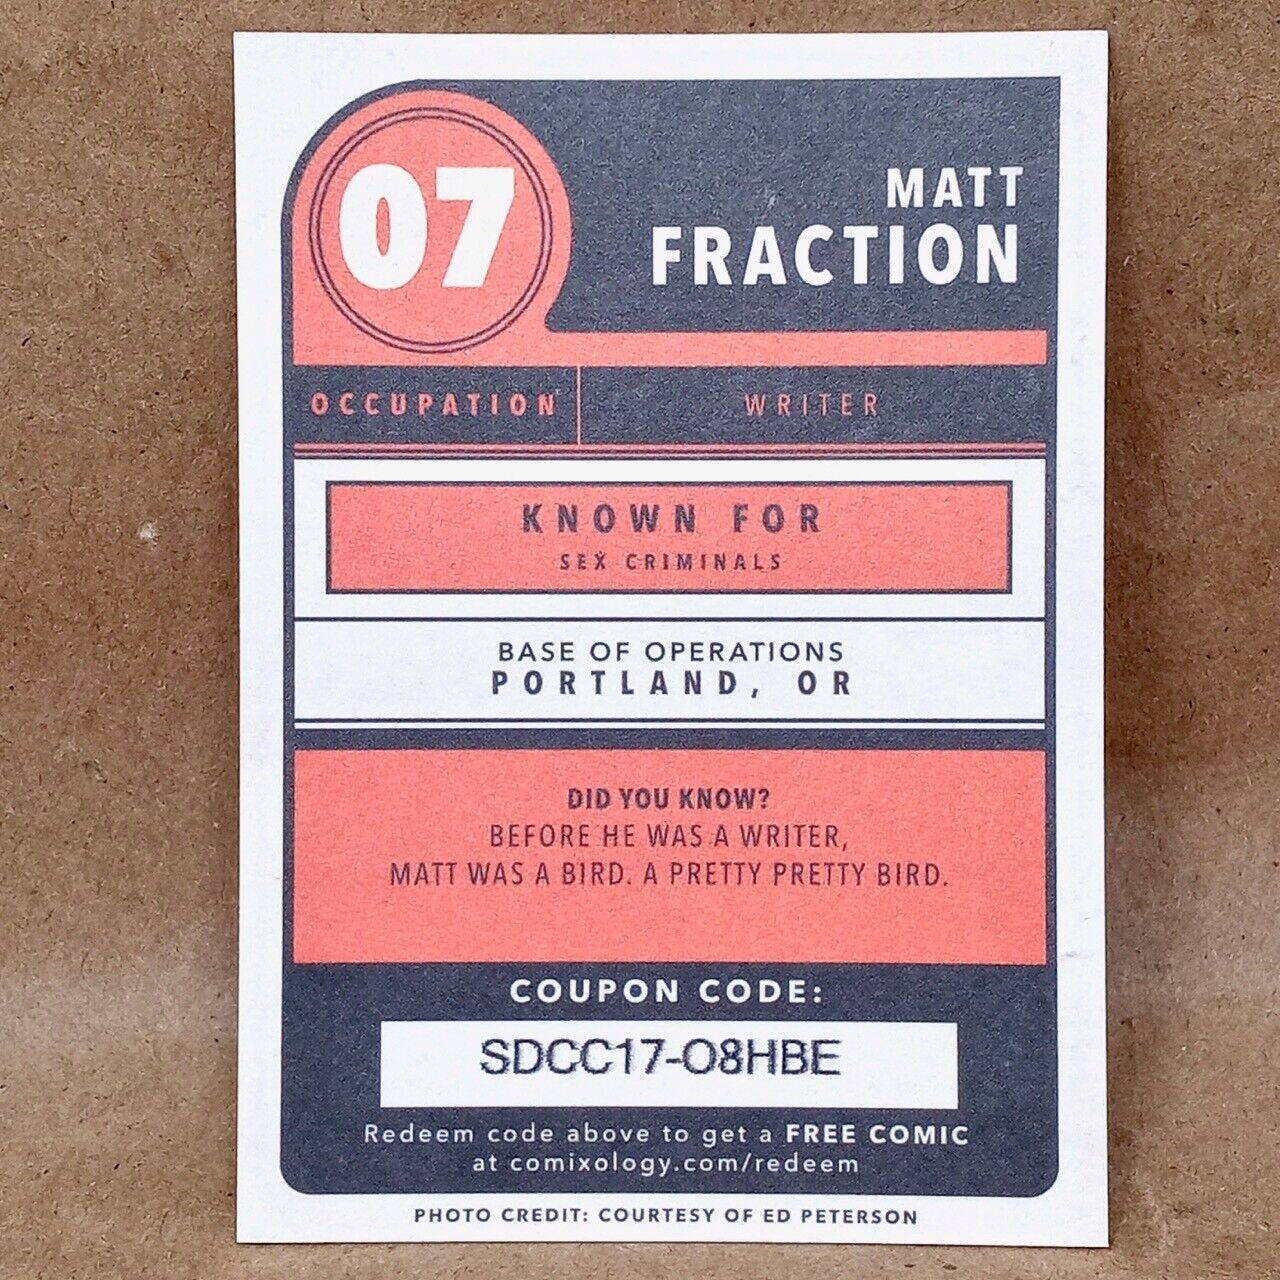 07
MATT
FRACTION
OCCUPATION
WRITER
KNOWN FOR
SEX CRIMINALS
BASE OF OPERATIONS
PORTLAND, OR
DID YOU KNOW?
BEFORE HE WAS A WRITER,
MATT WAS A BIRD. A PRETTY PRETTY BIRD.
COUPON CODE:
SDCC17-O8HBE
Redeem code above to get a FREE COMIC
at comixology.com/redeem
PHOTO CREDIT: COURTESY OF ED PETERSON